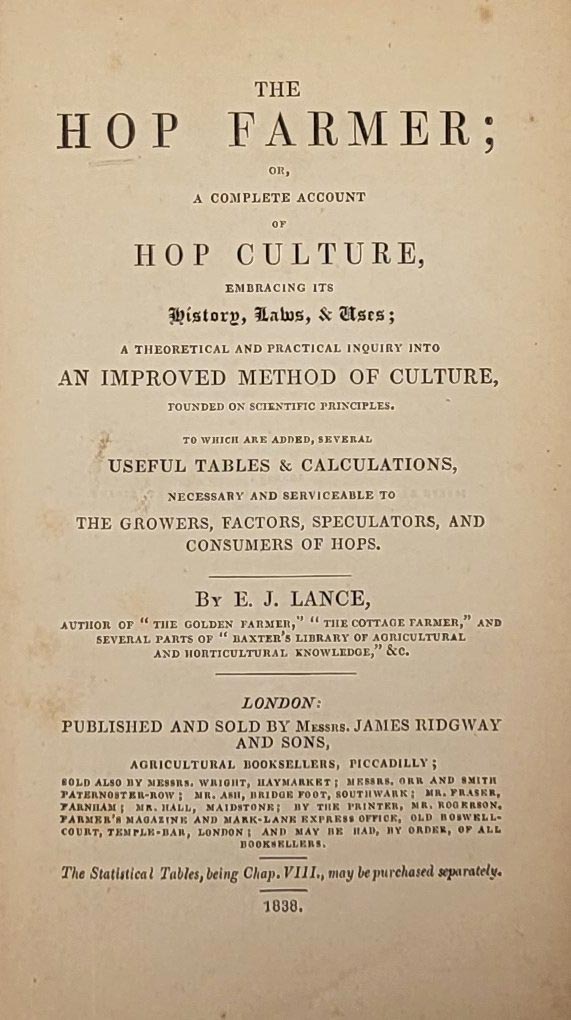 THE
HOP FARMER;
OR,
A COMPLETE ACCOUNT
OF
HOP CULTURE,
EMBRACING ITS
History, Laws, & Uses;
A THEORETICAL AND PRACTICAL INQUIRY INTO
AN IMPROVED METHOD OF CULTURE,
FOUNDED ON SCIENTIFIC PRINCIPLES.
TO WHICH ARE ADDED, SEVERAL
USEFUL TABLES & CALCULATIONS,
NECESSARY AND SERVICEABLE TO
THE GROWERS, FACTORS, SPECULATORS, AND
CONSUMERS OF HOPS.
BY E. J. LANCE,
AUTHOR OF "THE GOLDEN FARMER," "THE COTTAGE FARMER," AND
SEVERAL PARTS OF "BAXTER'S LIBRARY OF AGRICULTURAL
AND HORTICULTURAL KNOWLEDGE," &c.
LONDON:
PUBLISHED AND SOLD BY MESSRS. JAMES RIDGWAY
AND SONS,
AGRICULTURAL BOOKSELLERS, PICCADILLY;
SOLD ALSO BY MESSRS. WRIGHT, HAYMARKET; MESSRS. ORR AND SMITH
PATERNOSTER-ROW; MR. ASH, BRIDGE FOOT, SOUTHWARK; MR. FRASER,
FARNHAM; MR. HALL, MAIDSTONE; BY THE PRINTER, MR. ROGERSON,
FARMER'S MAGAZINE AND MARK-LANE EXPRESS OFFICE, OLD BOSWELL-
COURT, TEMPLE-BAR, LONDON; AND MAY BE HAD, BY ORDER, OF ALL
BOOKSELLERS.
The Statistical Tables, being Chap. VIII., may be purchased separately.
1838.